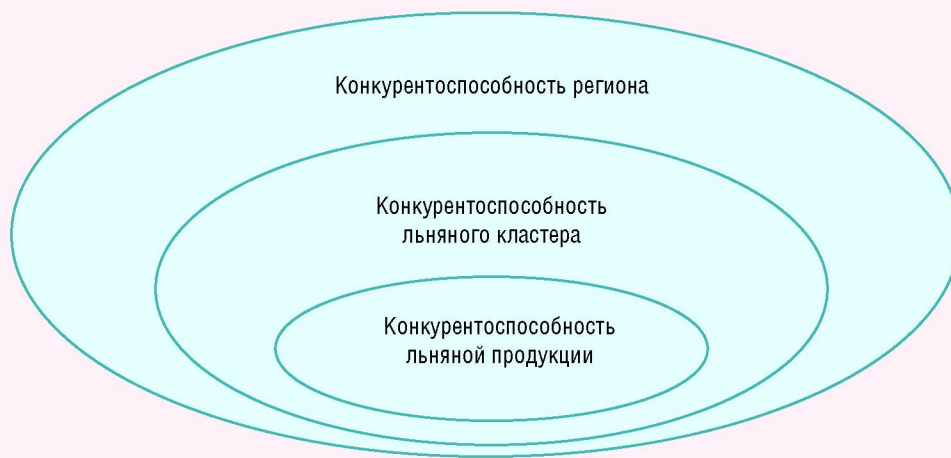 Конкурентоспособность региона
Конкурентоспособность
льняного кластера
Конкурентоспособность
льняной продукции